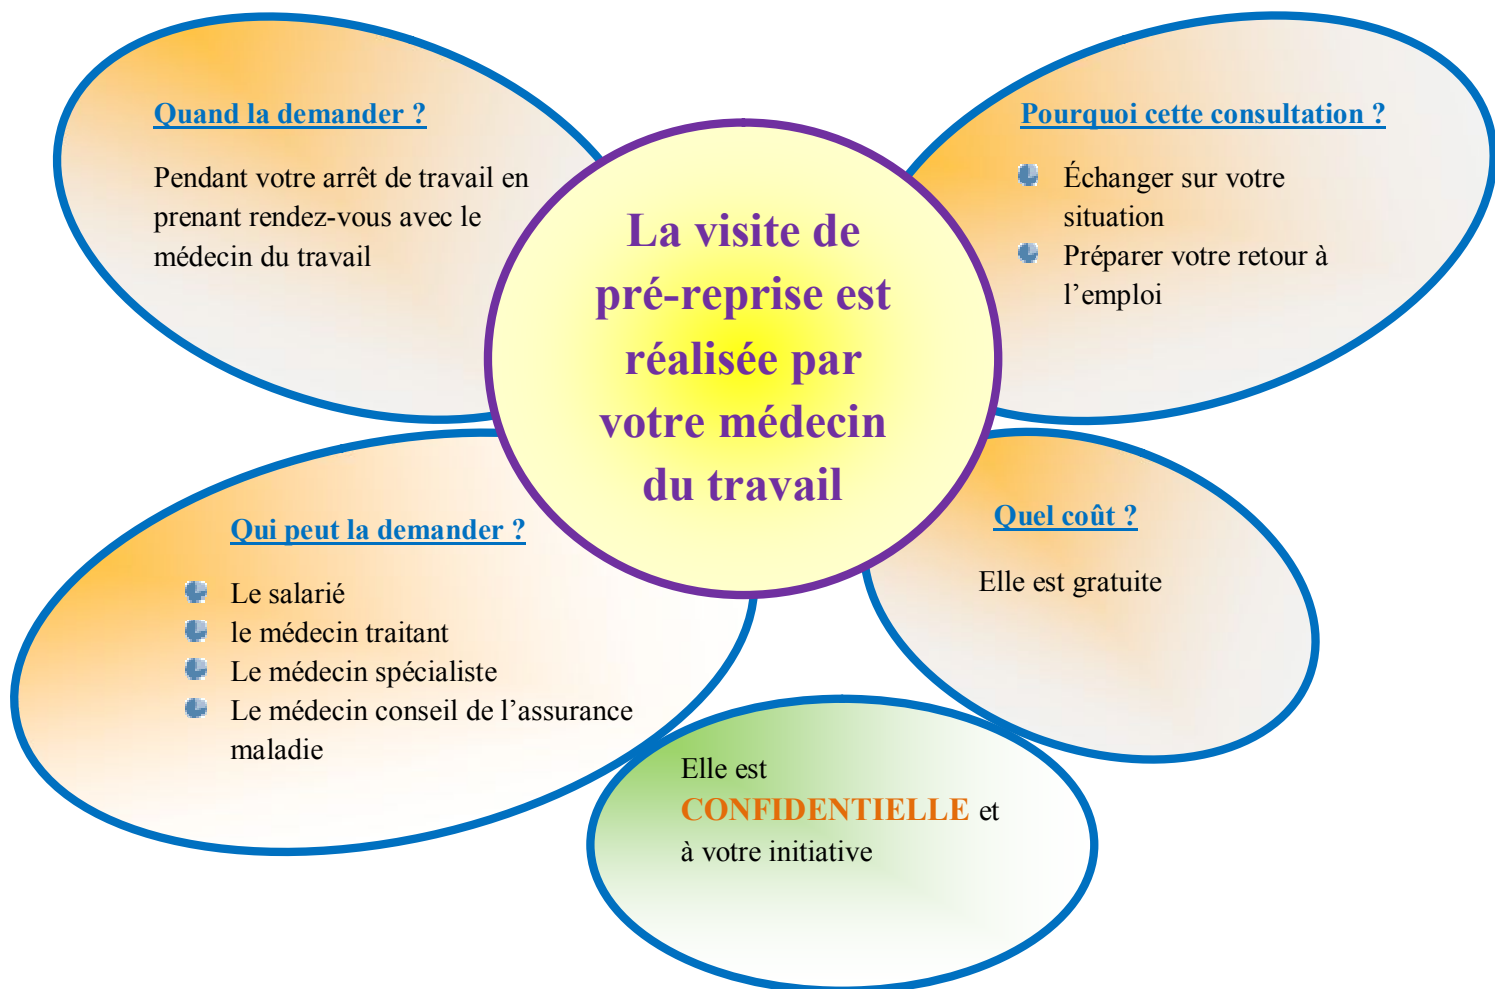 Quand la demander ?
Pendant votre arrêt de travail en
prenant rendez-vous avec le
médecin du travail
La visite de
pré-reprise est
réalisée par
votre médecin
du travail
Pourquoi cette consultation ?
Échanger sur votre
situation
Préparer votre retour à
l’emploi
Qui peut la demander ?
Le salarié
le médecin traitant
Le médecin spécialiste
Le médecin conseil de l’assurance
maladie
Quel coût ?
Elle est gratuite
Elle est
CONFIDENTIELLE et
à votre initiative